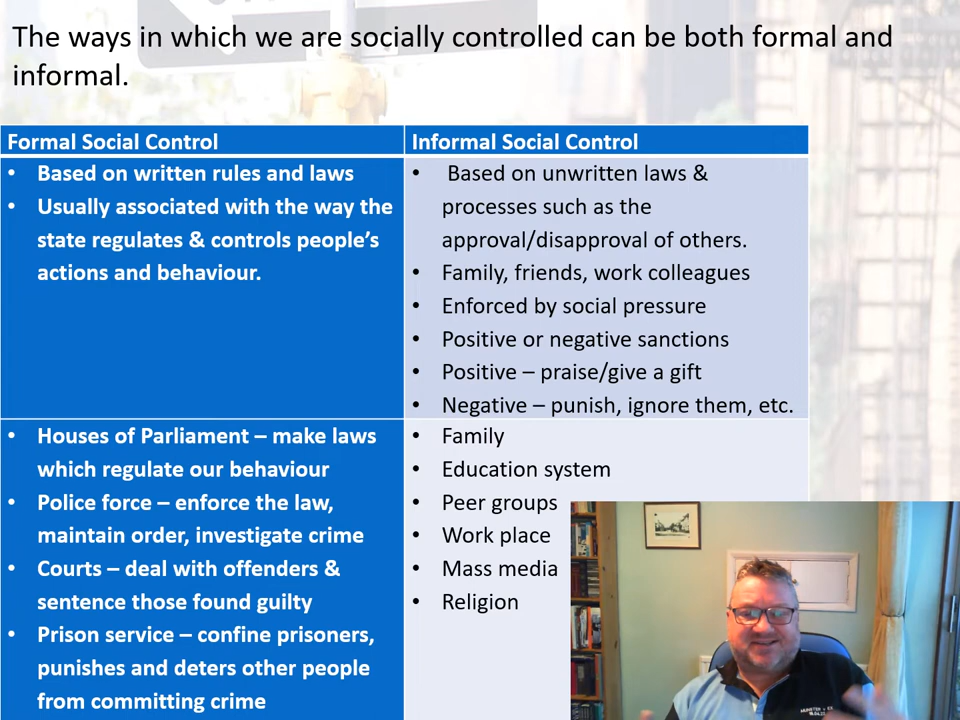 The ways in which we are socially controlled can be both formal and
informal.
Formal Social Control
Informal Social Control
• Based on written rules and laws
• Usually associated with the way the
state regulates & controls people's
actions and behaviour.
• Based on unwritten laws &
processes such as the
approval/disapproval of others.
• Family, friends, work colleagues
• Enforced by social pressure
• Positive or negative sanctions
• Positive – praise/give a gift
• Negative – punish, ignore them, etc.
• Houses of Parliament – make laws
which regulate our behaviour
• Police force – enforce the law,
maintain order, investigate crime
• Courts – deal with offenders &
sentence those found guilty
• Prison service – confine prisoners,
punishes and deters other people
from committing crime
• Family
• Education system
• Peer groups
• Work place
• Mass media
• Religion